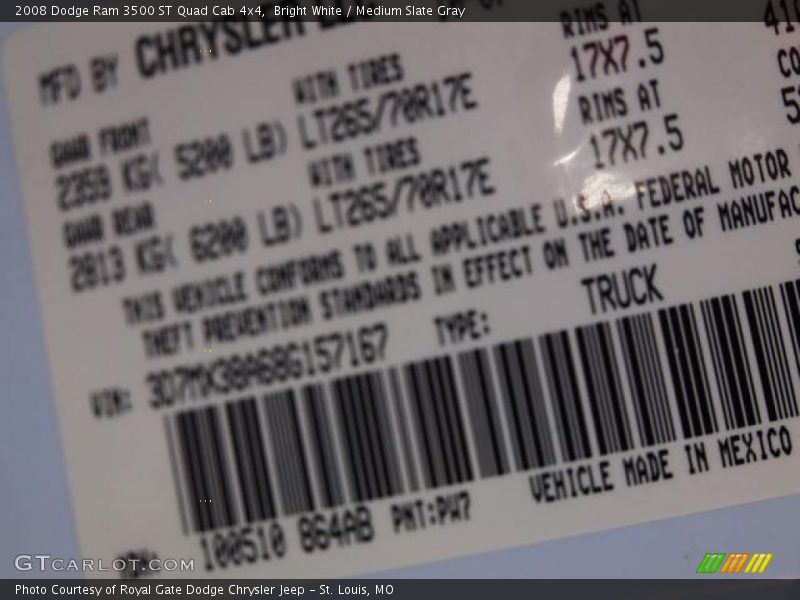 2008 Dodge Ram 3500 ST Quad Cab 4x4, Bright White / Medium Slate Gray
MFD BY CHRYSLER
RIMS AT
WITH TIRES 17X7.5
GAWR FRONT
2359 KG( 5200 LB) LT265/70R17E
RIMS AT
WITH TIRES 17X7.5
GAWR REAR
2813 KG( 6200 LB) LT265/70R17E
THIS VEHICLE CONFORMS TO ALL APPLICABLE U.S.A. FEDERAL MOTOR
THEFT PREVENTION STANDARDS IN EFFECT ON THE DATE OF MANUFAC
VIN: 3D7MX38A68G157167 TYPE: TRUCK
100510 864AB PNT:PW7 VEHICLE MADE IN MEXICO
GTCARLOT.COM
Photo Courtesy of Royal Gate Dodge Chrysler Jeep – St. Louis, MO